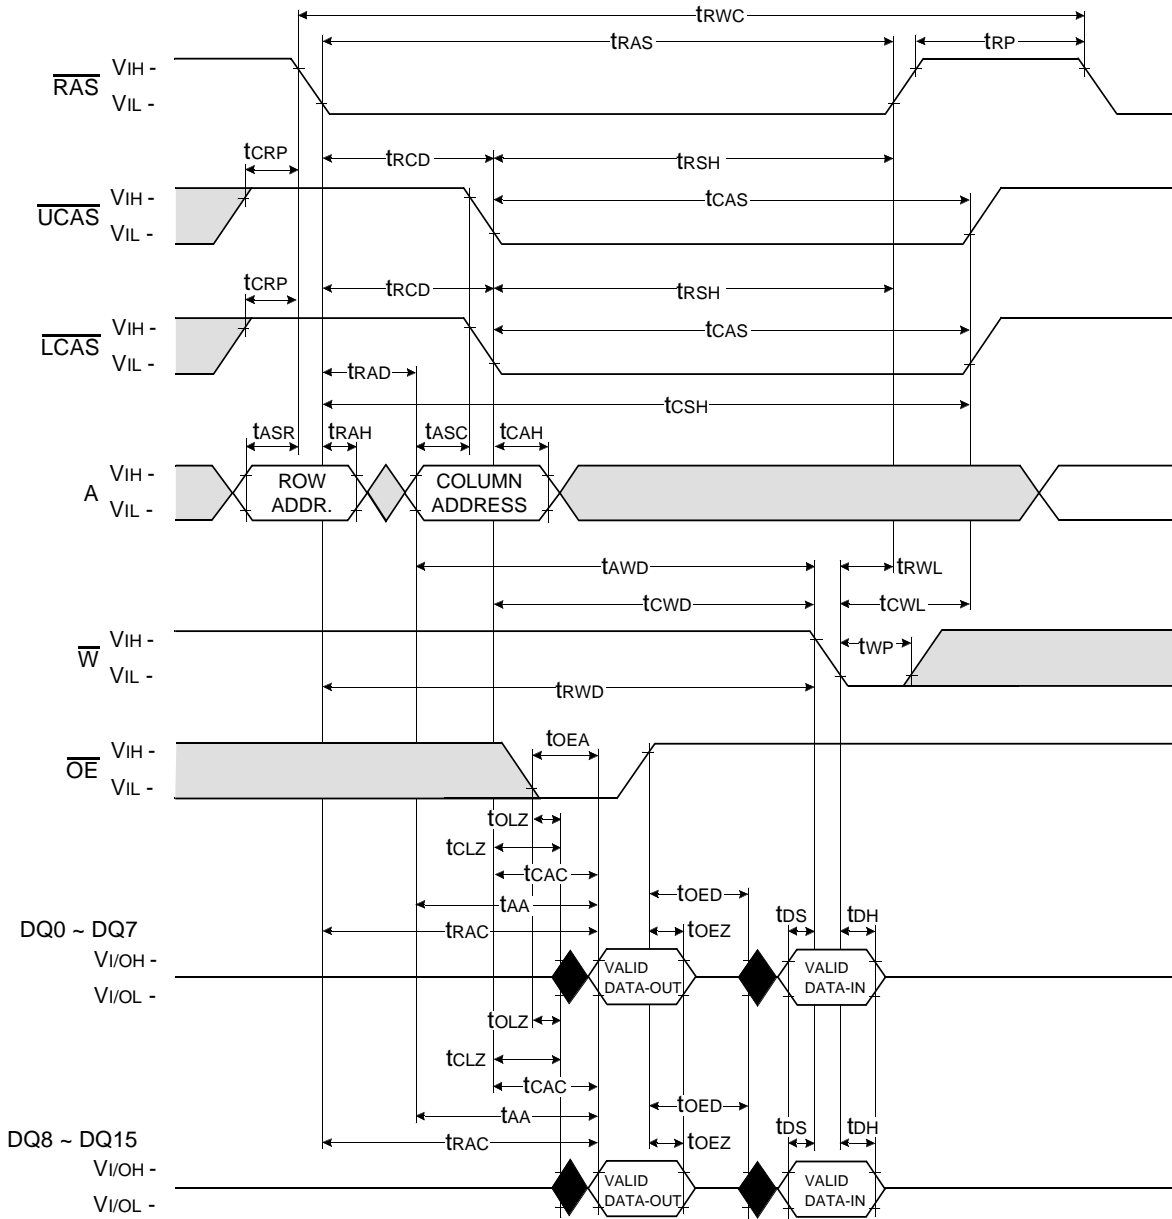 tRWC
tRAS
tRP
RAS
VIH -
VIL -
tCRP
tRCD
tRSH
UCAS
VIH -
VIL -
tCAS
tCRP
tRCD
tRSH
LCAS
VIH -
VIL -
tCAS
tRAD
tCSH
tASR
tRAH
tASC
tCAH
A
VIH -
VIL -
ROW
ADDR.
COLUMN
ADDRESS
tAWD
tRWL
tCWD
tCWL
W
VIH -
VIL -
tWP
tRWD
OE
VIH -
VIL -
tOEA
tOLZ
tCLZ
tCAC
tOED
tAA
tDS
tDH
DQ0 ~ DQ7
tRAC
tOEZ
VI/OH -
VI/OL -
VALID
DATA-OUT
VALID
DATA-IN
tOLZ
tCLZ
tCAC
tOED
tAA
tDS
tDH
DQ8 ~ DQ15
tRAC
tOEZ
VI/OH -
VI/OL -
VALID
DATA-OUT
VALID
DATA-IN